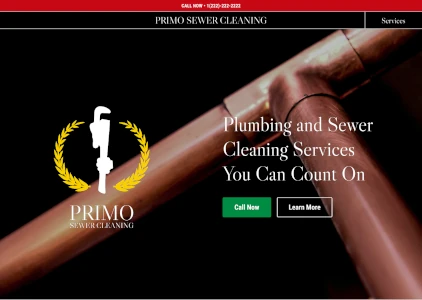 CALL NOW • 1(222)-222-2222
PRIMO SEWER CLEANING
Services
Plumbing and Sewer
Cleaning Services
You Can Count On
Call Now
Learn More
PRIMO
SEWER CLEANING